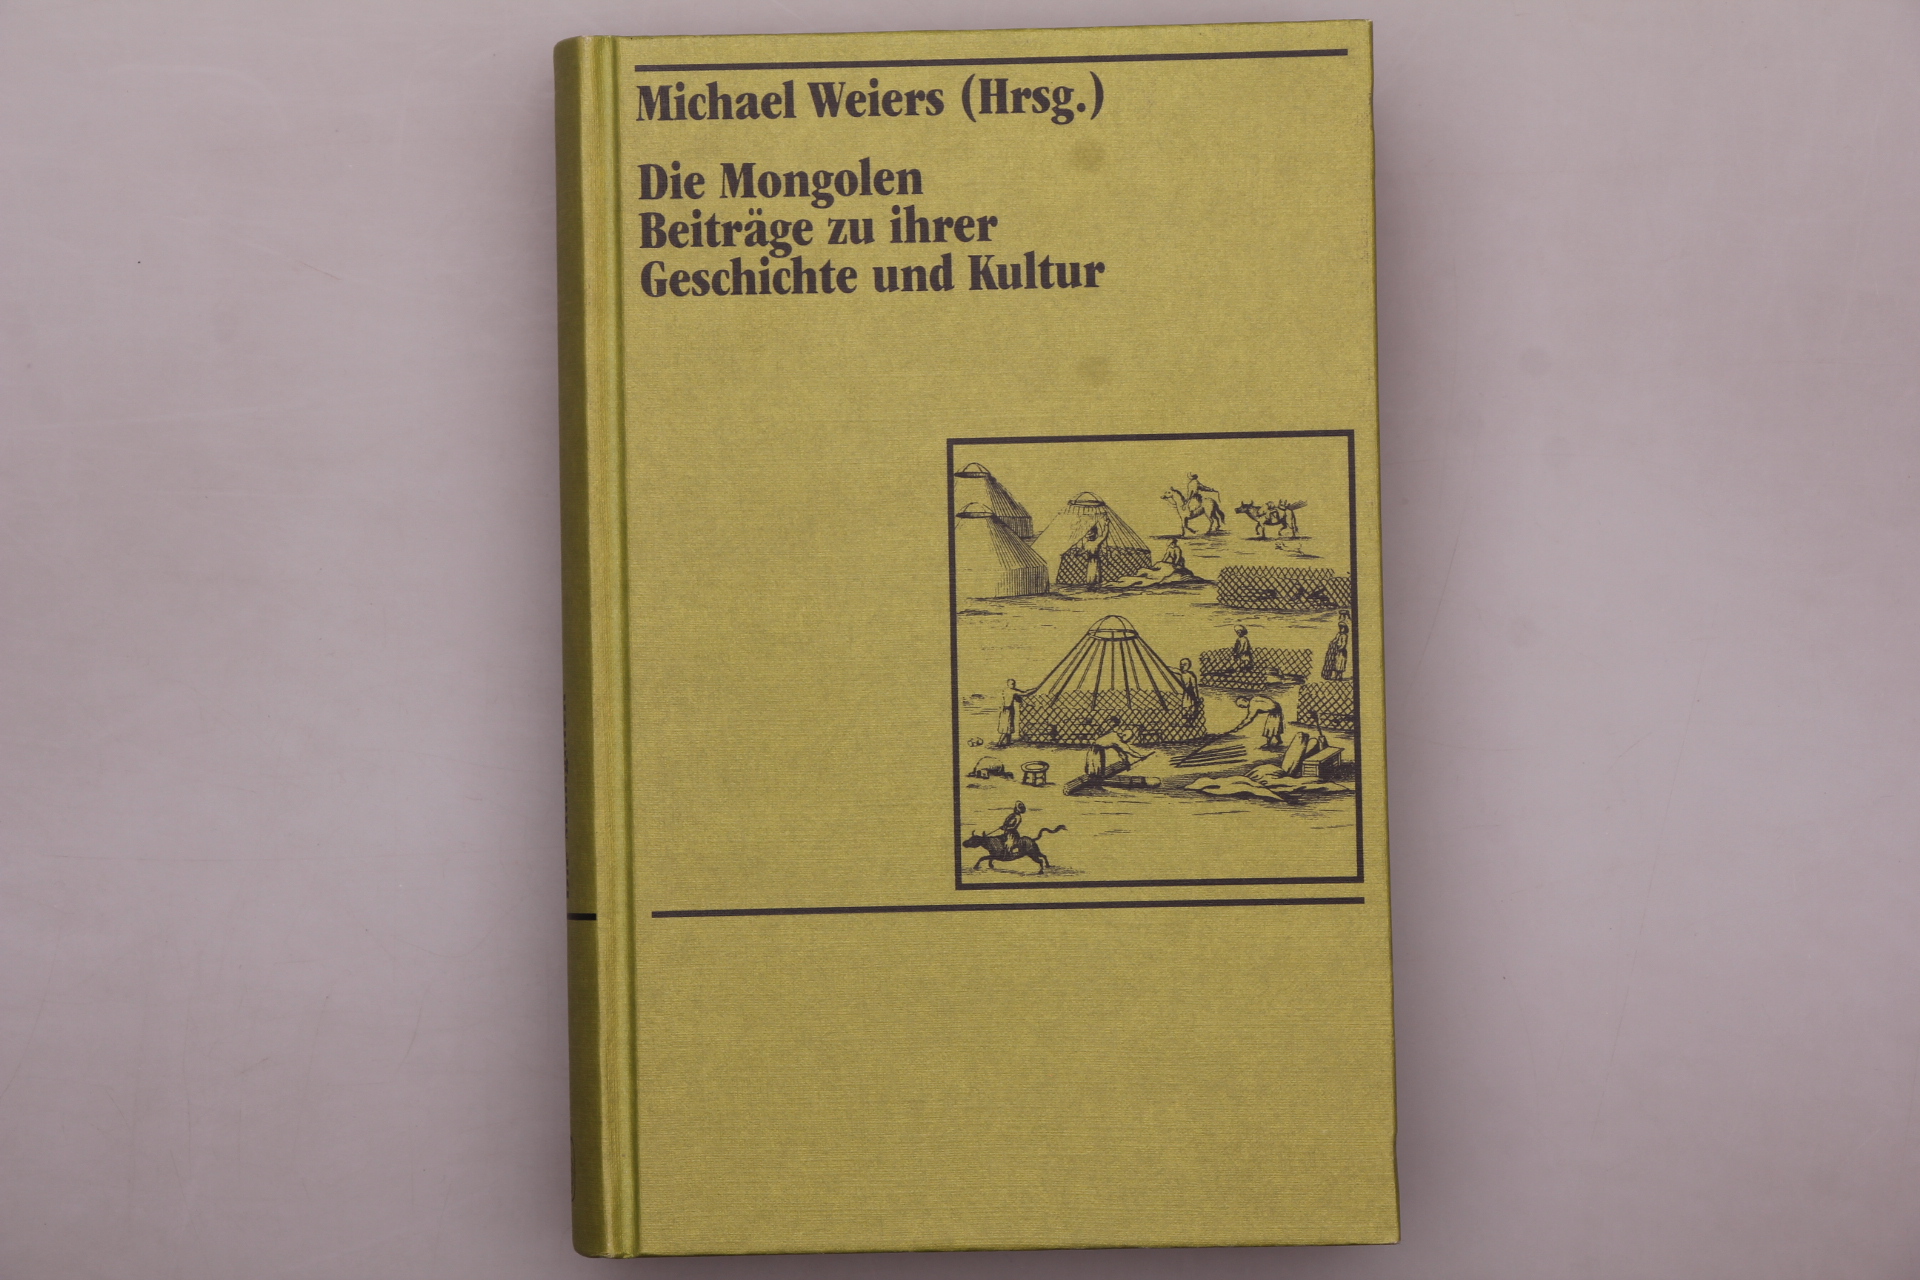 Michael Weiers (Hrsg.)
Die Mongolen
Beiträge zu ihrer
Geschichte und Kultur